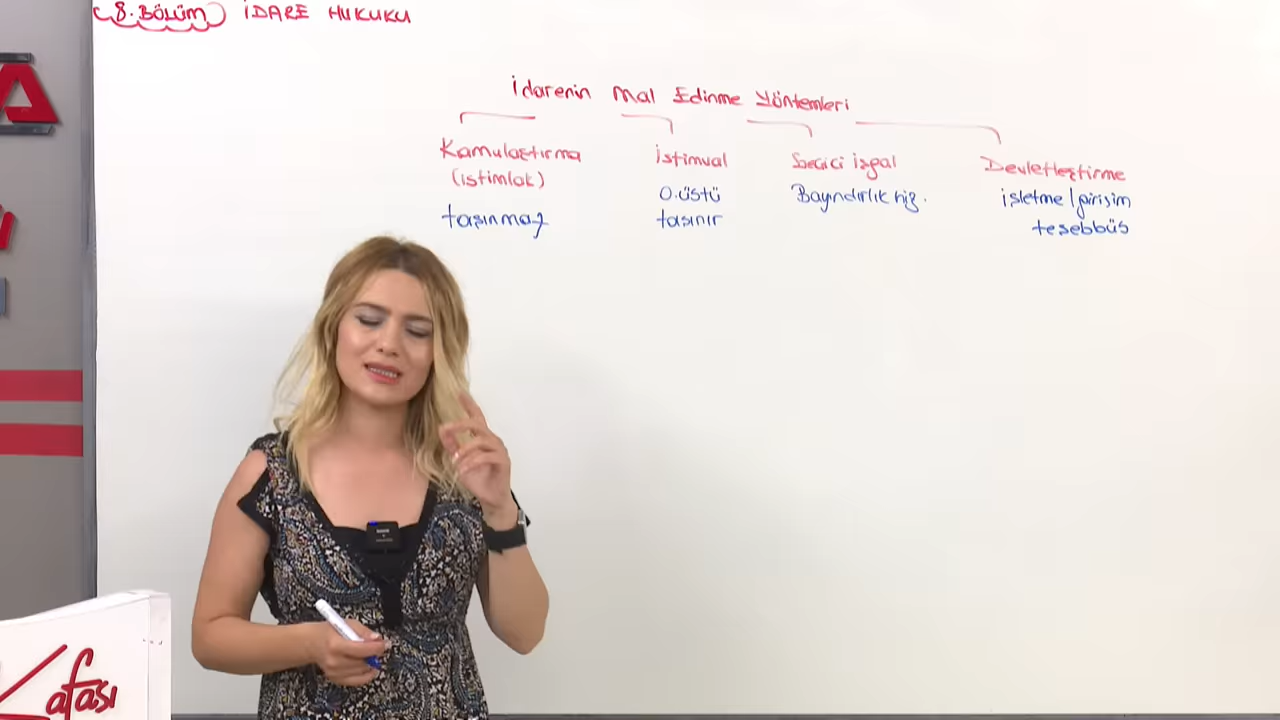 8. BÖLÜM İDARE HUKUKU
İdarenin Mal Edinme Yöntemleri
Kamulaştırma
(istimlak)
taşınmaz
İstimval
O.üstü
taşınır
Geçici işgal
Bayındırlık hiz.
Devletleştirme
işletme/girişim
teşebbüs
Kafası